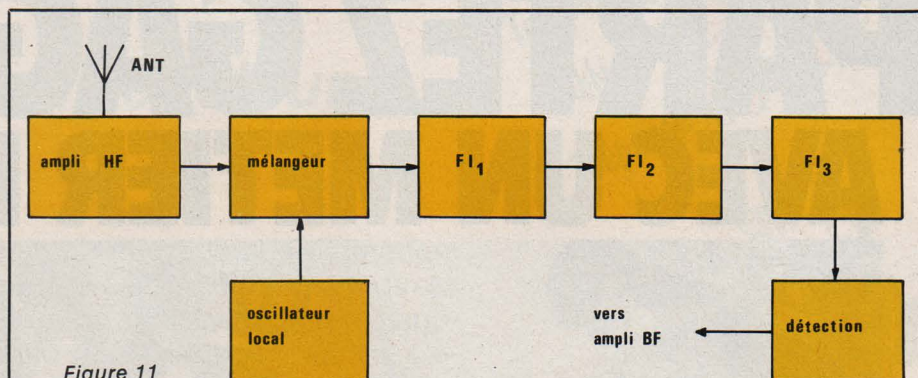 ANT
ampli HF
mélangeur
FI₁
FI₂
FI₃
oscillateur
local
vers
ampli BF
détection
Figure 11